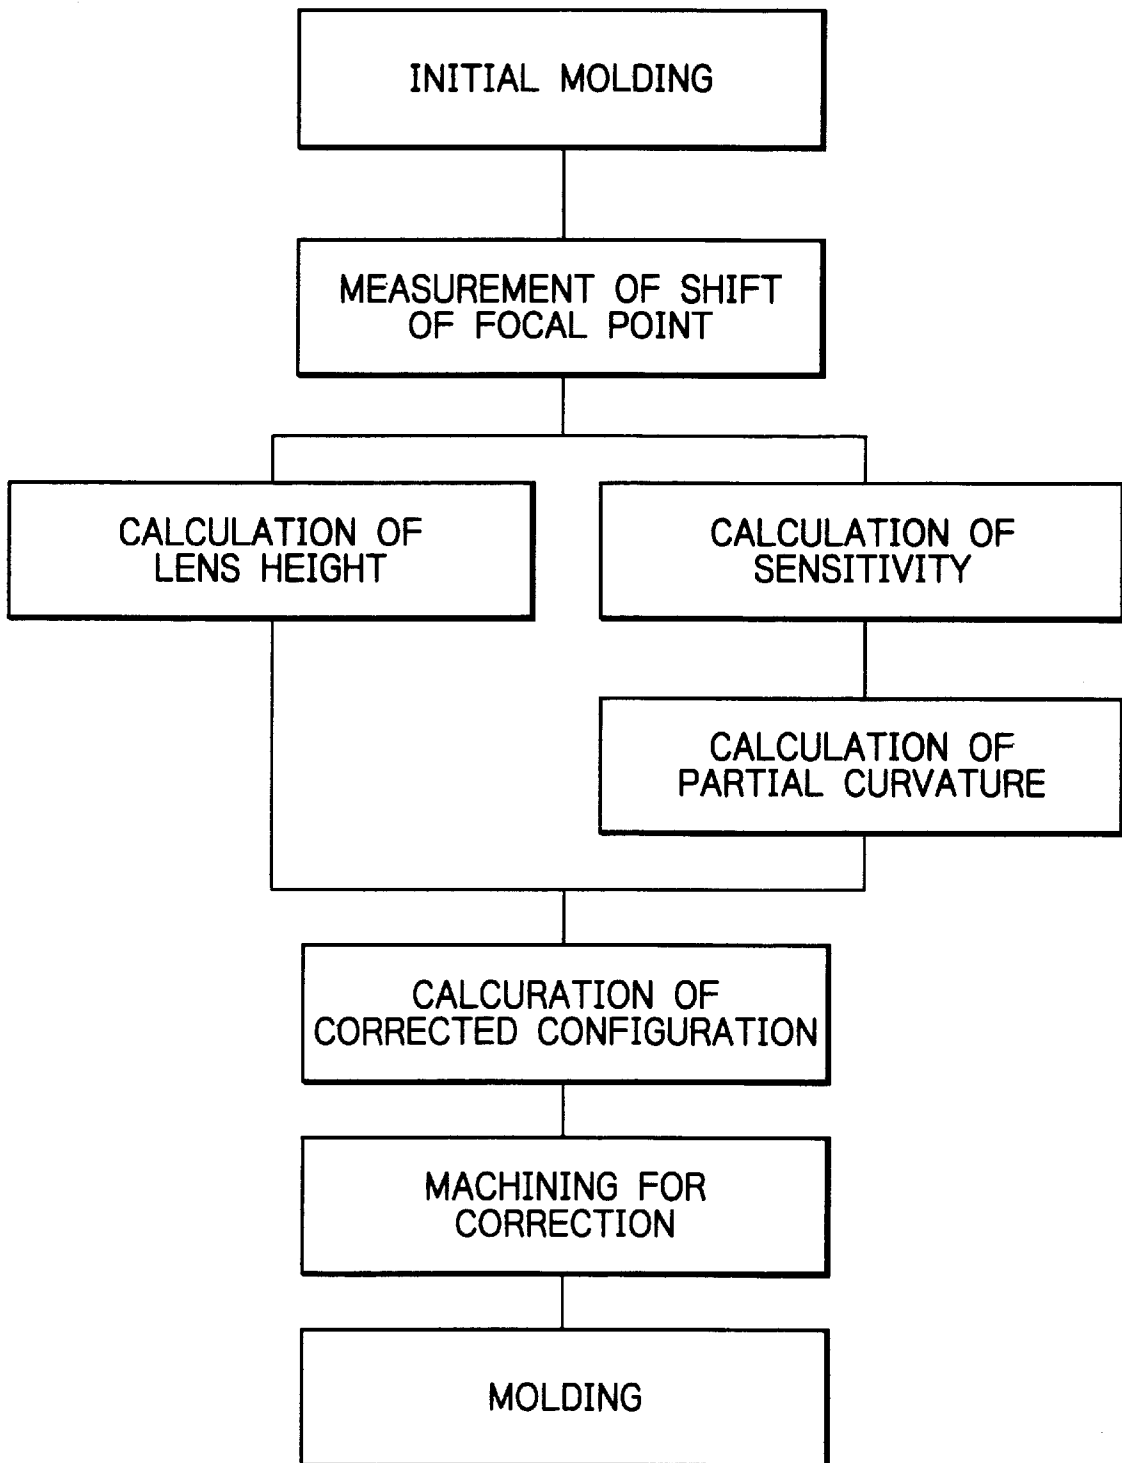 INITIAL MOLDING
MEASUREMENT OF SHIFT
OF FOCAL POINT
CALCULATION OF
LENS HEIGHT
CALCULATION OF
SENSITIVITY
CALCULATION OF
PARTIAL CURVATURE
CALCURATION OF
CORRECTED CONFIGURATION
MACHINING FOR
CORRECTION
MOLDING